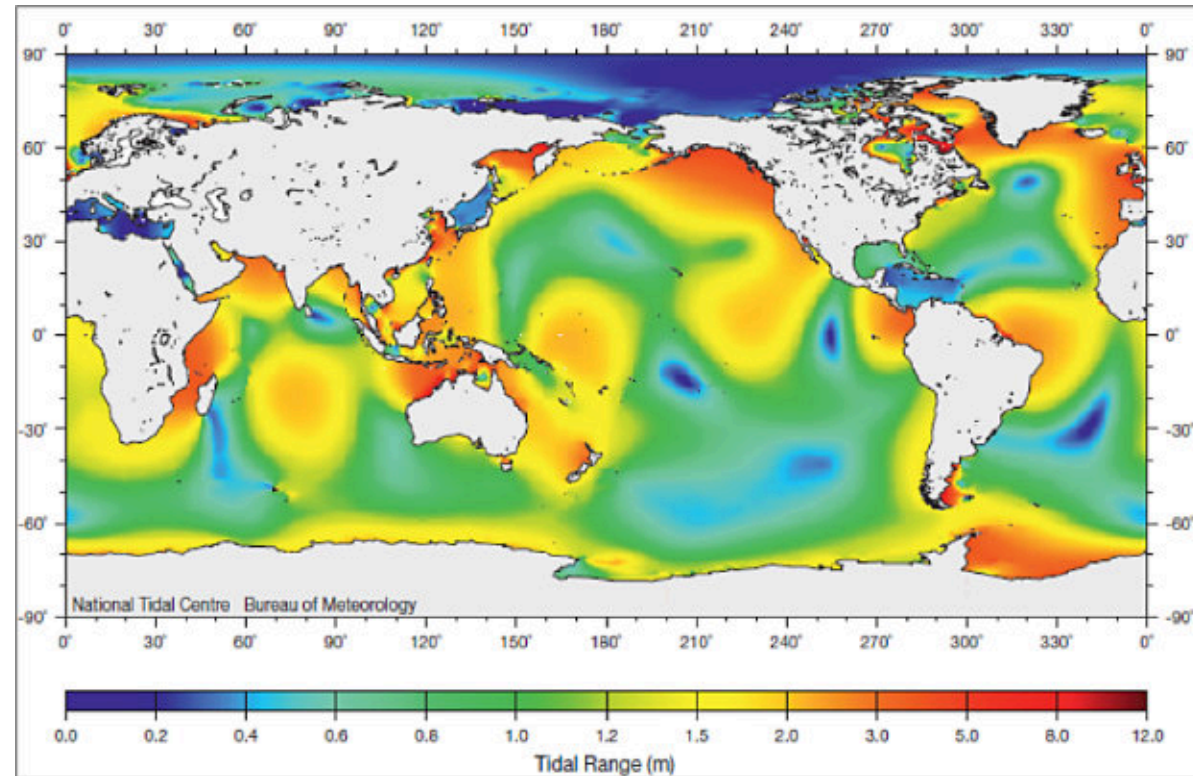 0° 30° 60° 90° 120° 150° 180° 210° 240° 270° 300° 330° 0°
90° 90°
60° 60°
30° 30°
0° 0°
-30° -30°
-60° -60°
National Tidal Centre Bureau of Meteorology
-90° -90°
0° 30° 60° 90° 120° 150° 180° 210° 240° 270° 300° 330° 0°
0.0 0.2 0.4 0.6 0.8 1.0 1.2 1.5 2.0 3.0 5.0 8.0 12.0
Tidal Range (m)